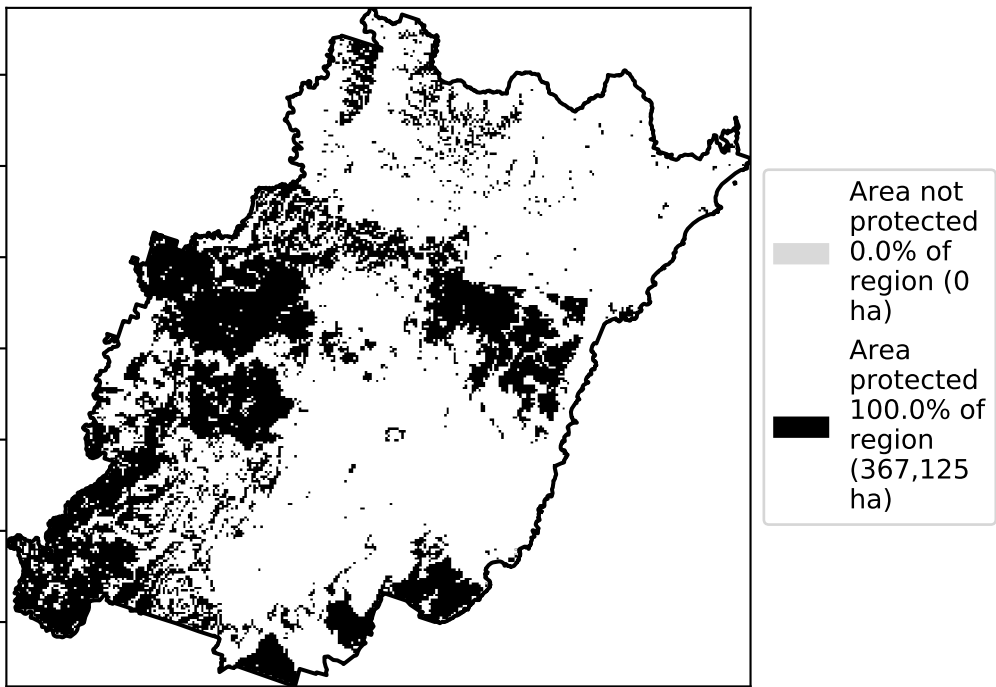 Area not
protected
0.0% of
region (0
ha)
Area
protected
100.0% of
region
(367,125
ha)